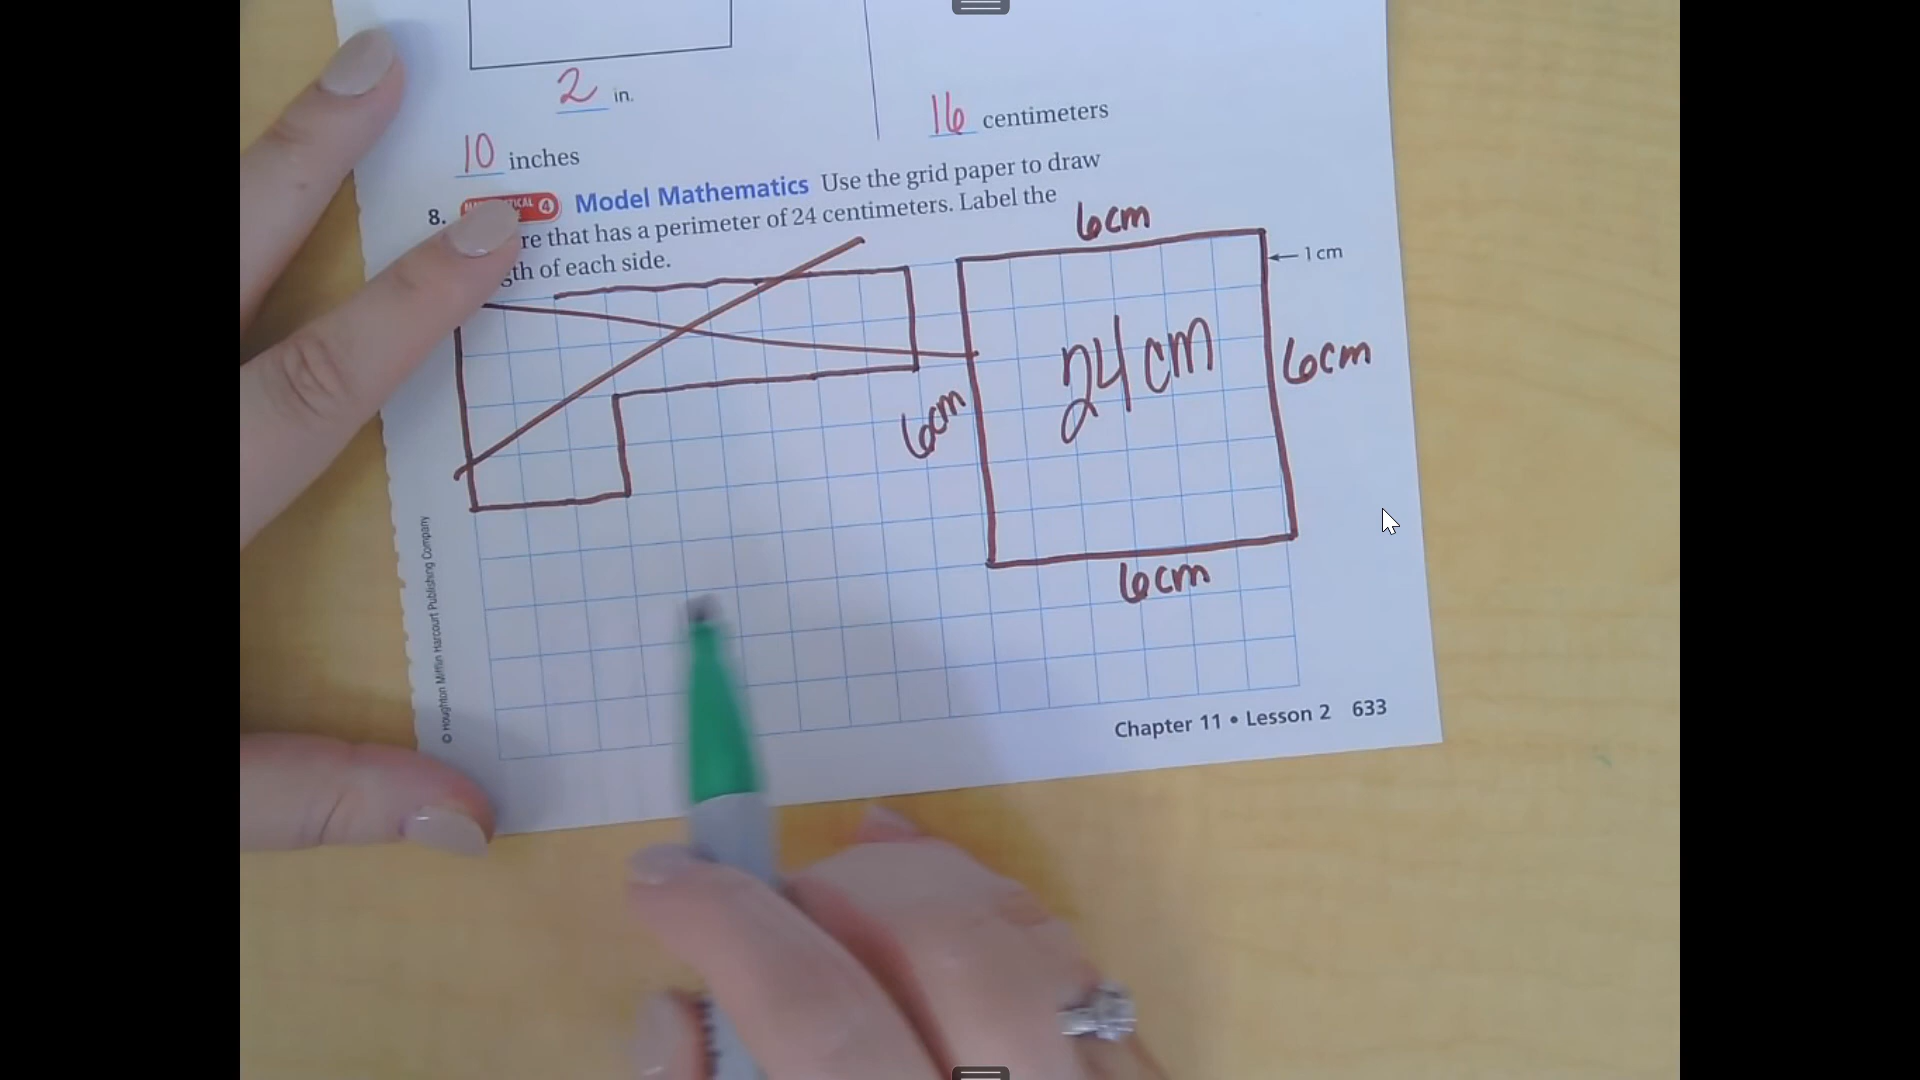 2 in.
16 centimeters
10 inches
8. 4 Model Mathematics Use the grid paper to draw
re that has a perimeter of 24 centimeters. Label the
gth of each side.
6cm
1 cm
24cm
6cm
6cm
6cm
© Houghton Mifflin Harcourt Publishing Company
Chapter 11 • Lesson 2 633